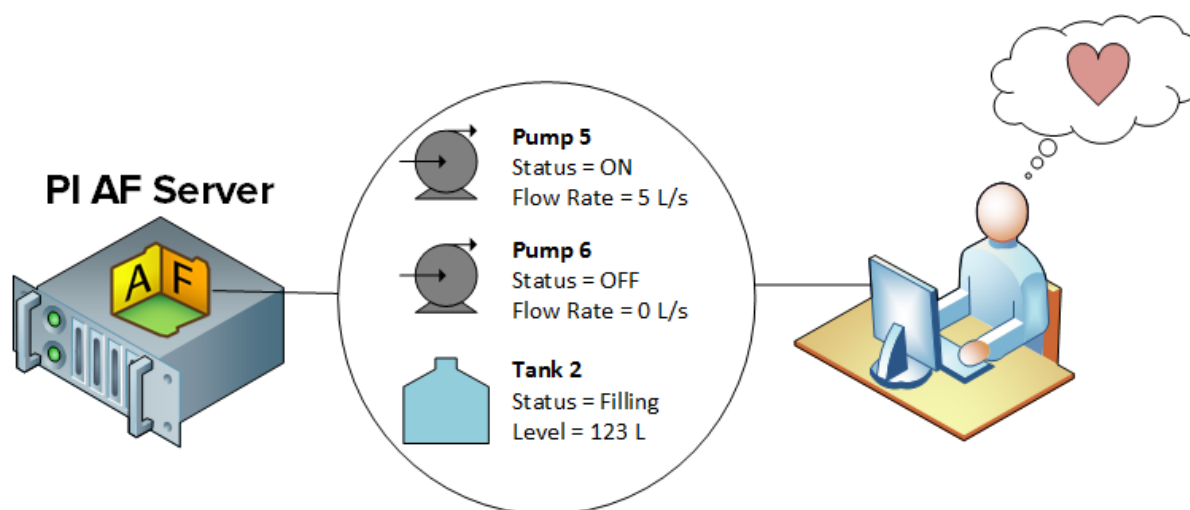 PI AF Server
A F
Pump 5
Status = ON
Flow Rate = 5 L/s
Pump 6
Status = OFF
Flow Rate = 0 L/s
Tank 2
Status = Filling
Level = 123 L